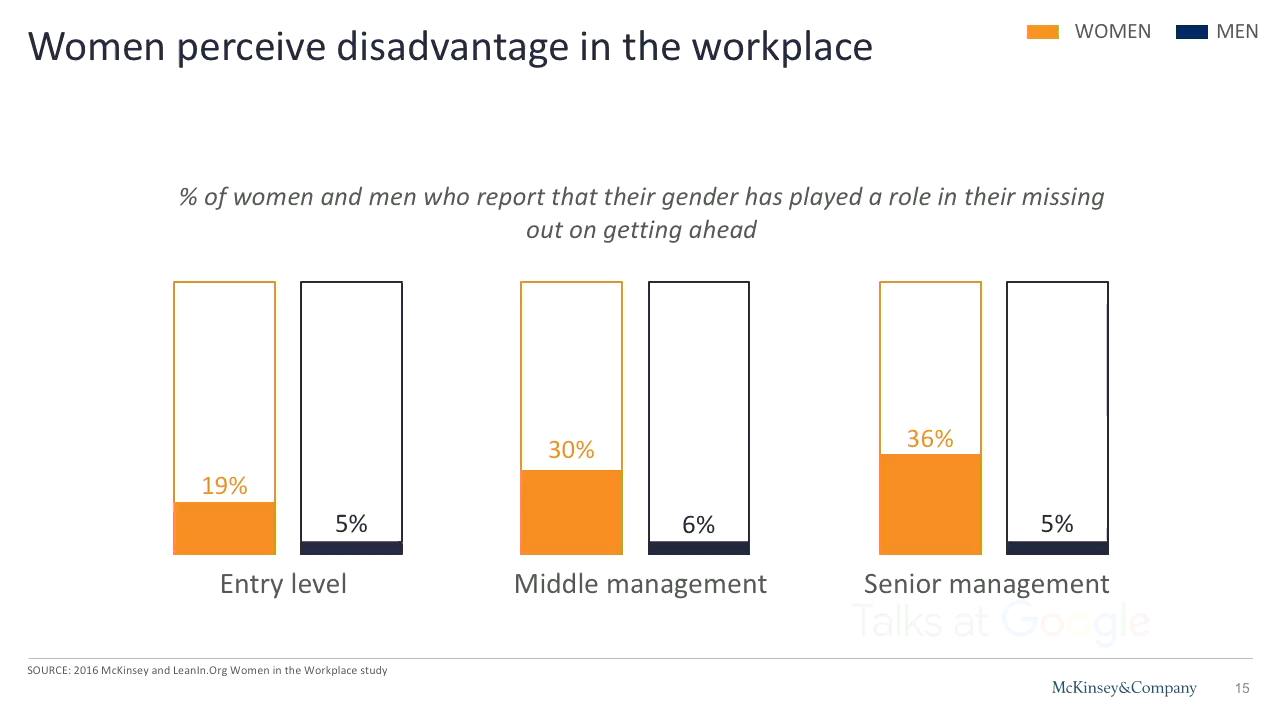 Women perceive disadvantage in the workplace
WOMEN
MEN
% of women and men who report that their gender has played a role in their missing
out on getting ahead
19%
5%
30%
6%
36%
5%
Entry level
Middle management
Senior management
Talks at Google
SOURCE: 2016 McKinsey and LeanIn.Org Women in the Workplace study
McKinsey&Company
15